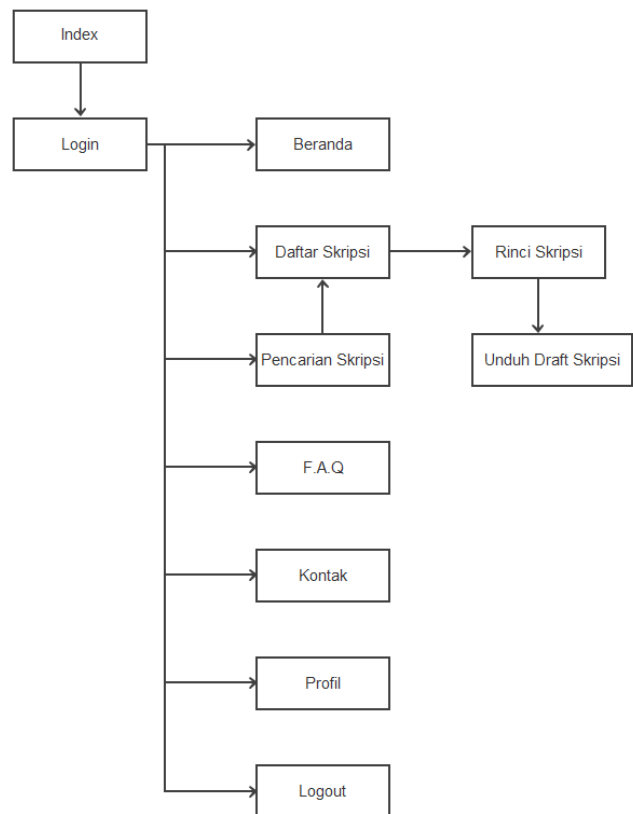 Index
Login
Beranda
Daftar Skripsi
Rinci Skripsi
Pencarian Skripsi
Unduh Draft Skripsi
F.A.Q
Kontak
Profil
Logout